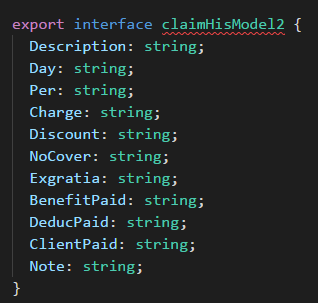 export interface claimHisModel2 {
Description: string;
Day: string;
Per: string;
Charge: string;
Discount: string;
NoCover: string;
Exgratia: string;
BenefitPaid: string;
DeducPaid: string;
ClientPaid: string;
Note: string;
}